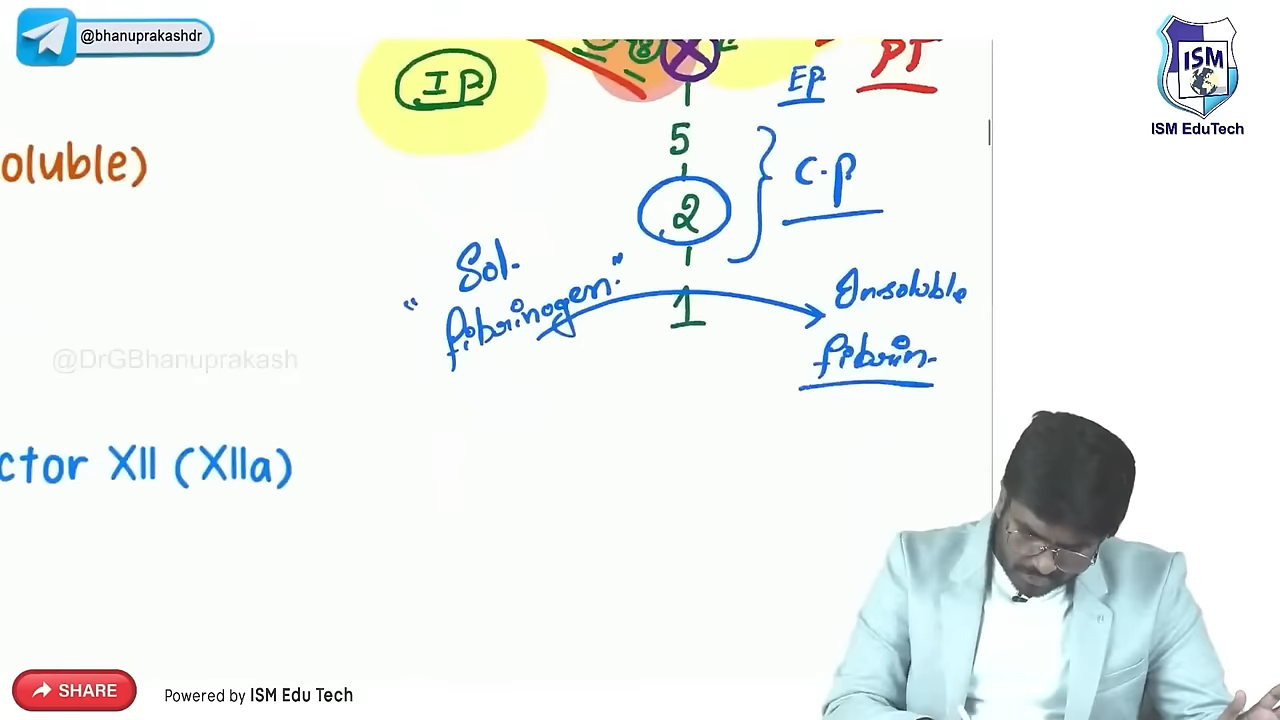 @bhanuprakashdr
ISM
ISM EduTech
IP
8
X
EP
PT
5
2
C.P
oluble)
1
"Sol.
fibrinogen."
Insoluble
fibrin.
@DrGBhanuprakash
ctor XII (XIIa)
SHARE
Powered by ISM Edu Tech